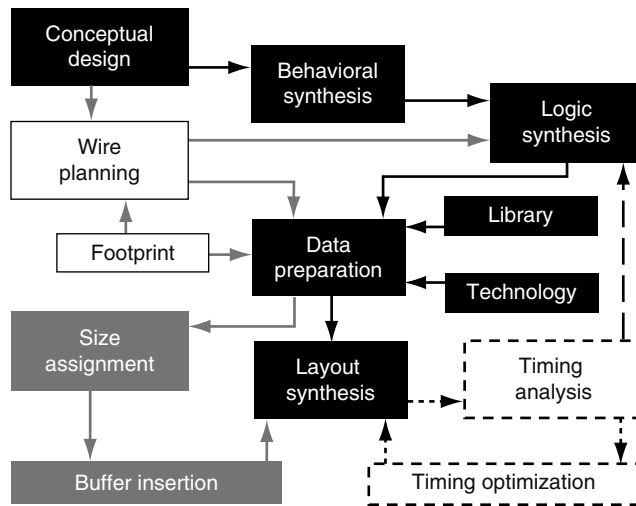 Conceptual
design
Behavioral
synthesis
Logic
synthesis
Wire
planning
Library
Footprint
Data
preparation
Technology
Size
assignment
Layout
synthesis
Timing
analysis
Buffer insertion
Timing optimization